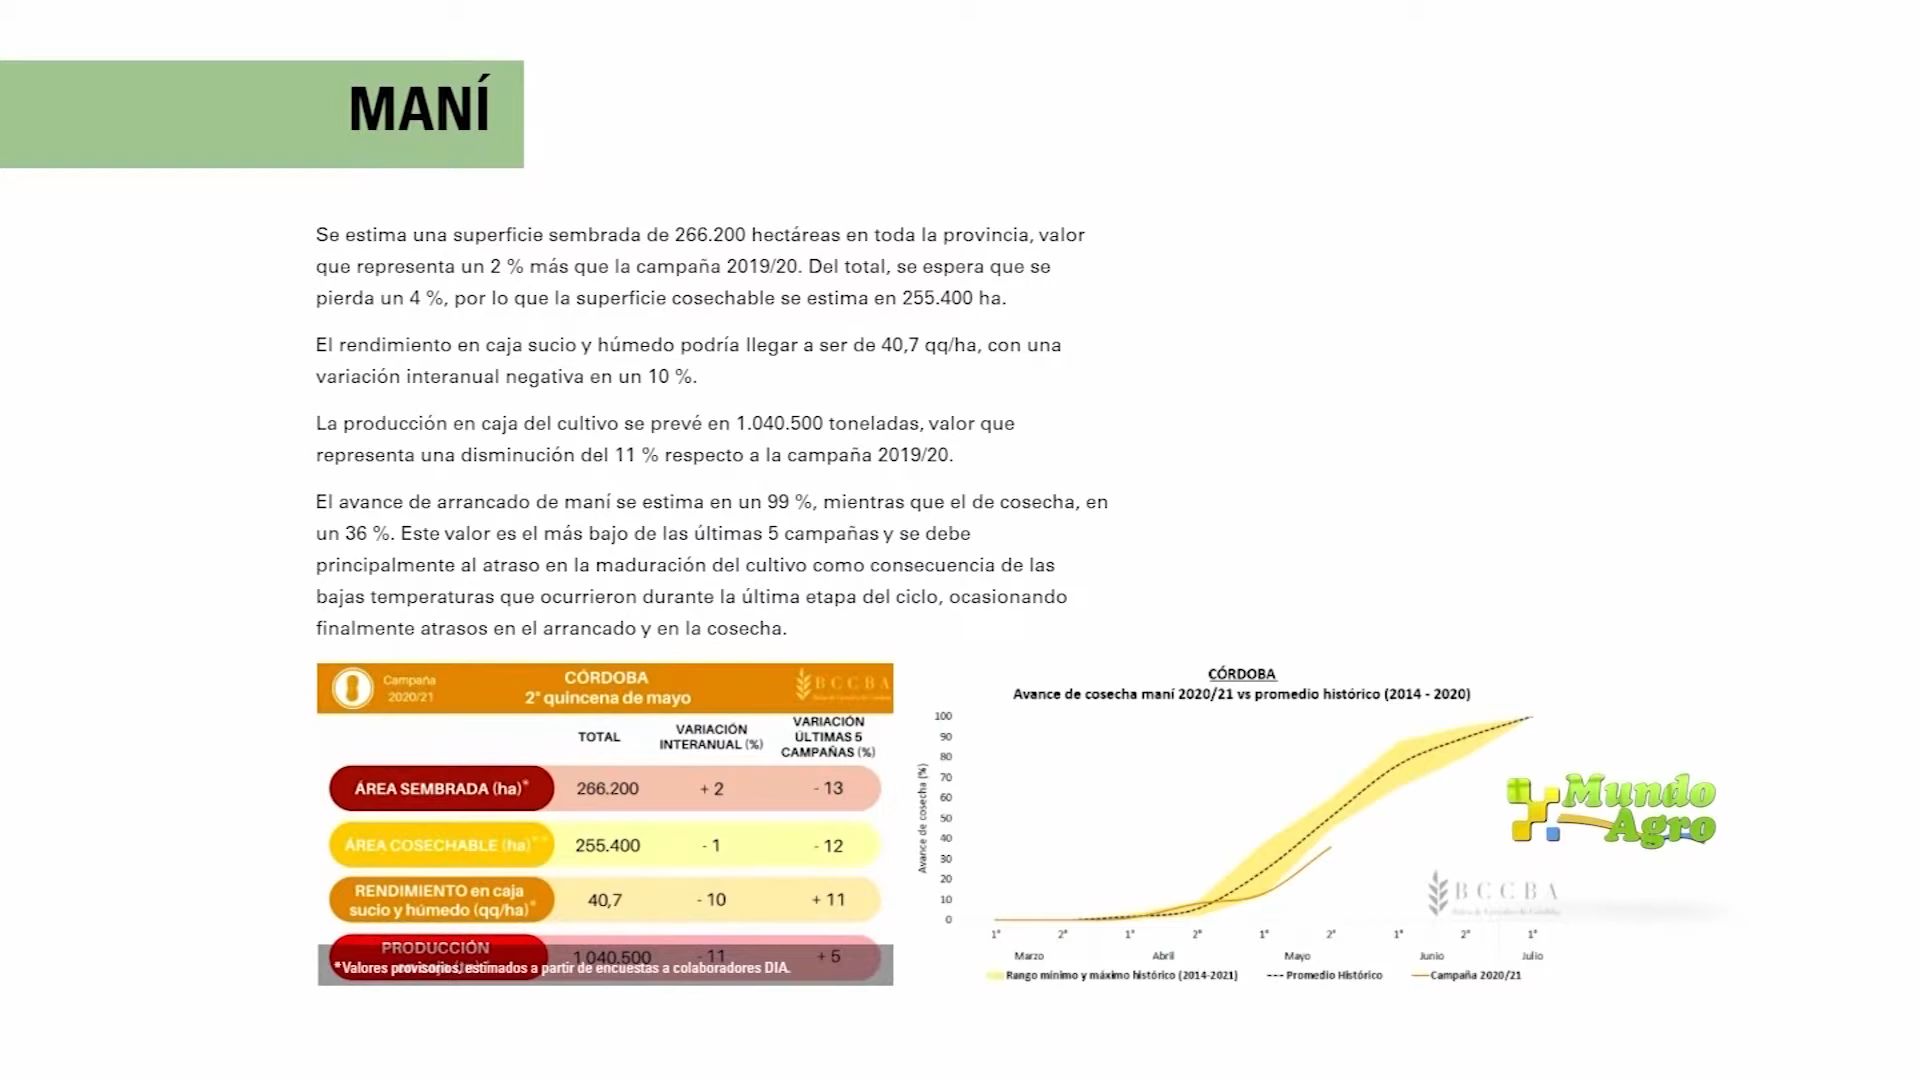 MANÍ
Se estima una superficie sembrada de 266.200 hectáreas en toda la provincia, valor
que representa un 2 % más que la campaña 2019/20. Del total, se espera que se
pierda un 4 %, por lo que la superficie cosechable se estima en 255.400 ha.
El rendimiento en caja sucio y húmedo podría llegar a ser de 40,7 qq/ha, con una
variación interanual negativa en un 10 %.
La producción en caja del cultivo se prevé en 1.040.500 toneladas, valor que
representa una disminución del 11 % respecto a la campaña 2019/20.
El avance de arrancado de maní se estima en un 99 %, mientras que el de cosecha, en
un 36 %. Este valor es el más bajo de las últimas 5 campañas y se debe
principalmente al atraso en la maduración del cultivo como consecuencia de las
bajas temperaturas que ocurrieron durante la última etapa del ciclo, ocasionando
finalmente atrasos en el arrancado y en la cosecha.
Campaña
2020/21
CÓRDOBA
2° quincena de mayo
BCCBA
TOTAL
VARIACIÓN
INTERANUAL (%)
VARIACIÓN
ÚLTIMAS 5
CAMPAÑAS (%)
ÁREA SEMBRADA (ha)* 266.200 + 2 - 13
ÁREA COSECHABLE (ha)** 255.400 - 1 - 12
RENDIMIENTO en caja
sucio y húmedo (qq/ha)* 40,7 - 10 + 11
PRODUCCIÓN
1.040.500 - 11 + 5
*Valores provisorios, estimados a partir de encuestas a colaboradores DIA.
CÓRDOBA
Avance de cosecha maní 2020/21 vs promedio histórico (2014 - 2020)
Avance de cosecha (%)
100
90
80
70
60
50
40
30
20
10
0
1° 2° 1° 2° 1° 2° 1° 2° 1°
Marzo Abril Mayo Junio Julio
Rango mínimo y máximo histórico (2014-2021) Promedio Histórico Campaña 2020/21
Mundo
Agro
BCCBA